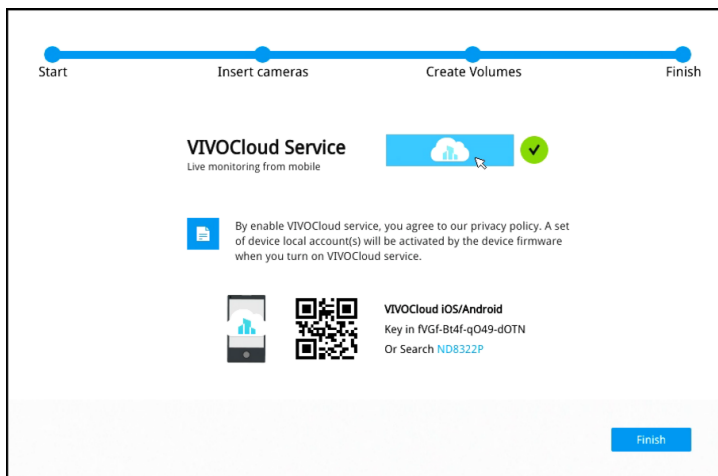 Start
Insert cameras
Create Volumes
Finish
VIVOCloud Service
Live monitoring from mobile
By enable VIVOCloud service, you agree to our privacy policy. A set
of device local account(s) will be activated by the device firmware
when you turn on VIVOCloud service.
VIVOCloud iOS/Android
Key in fVGf-Bt4f-qO49-dOTN
Or Search ND8322P
Finish